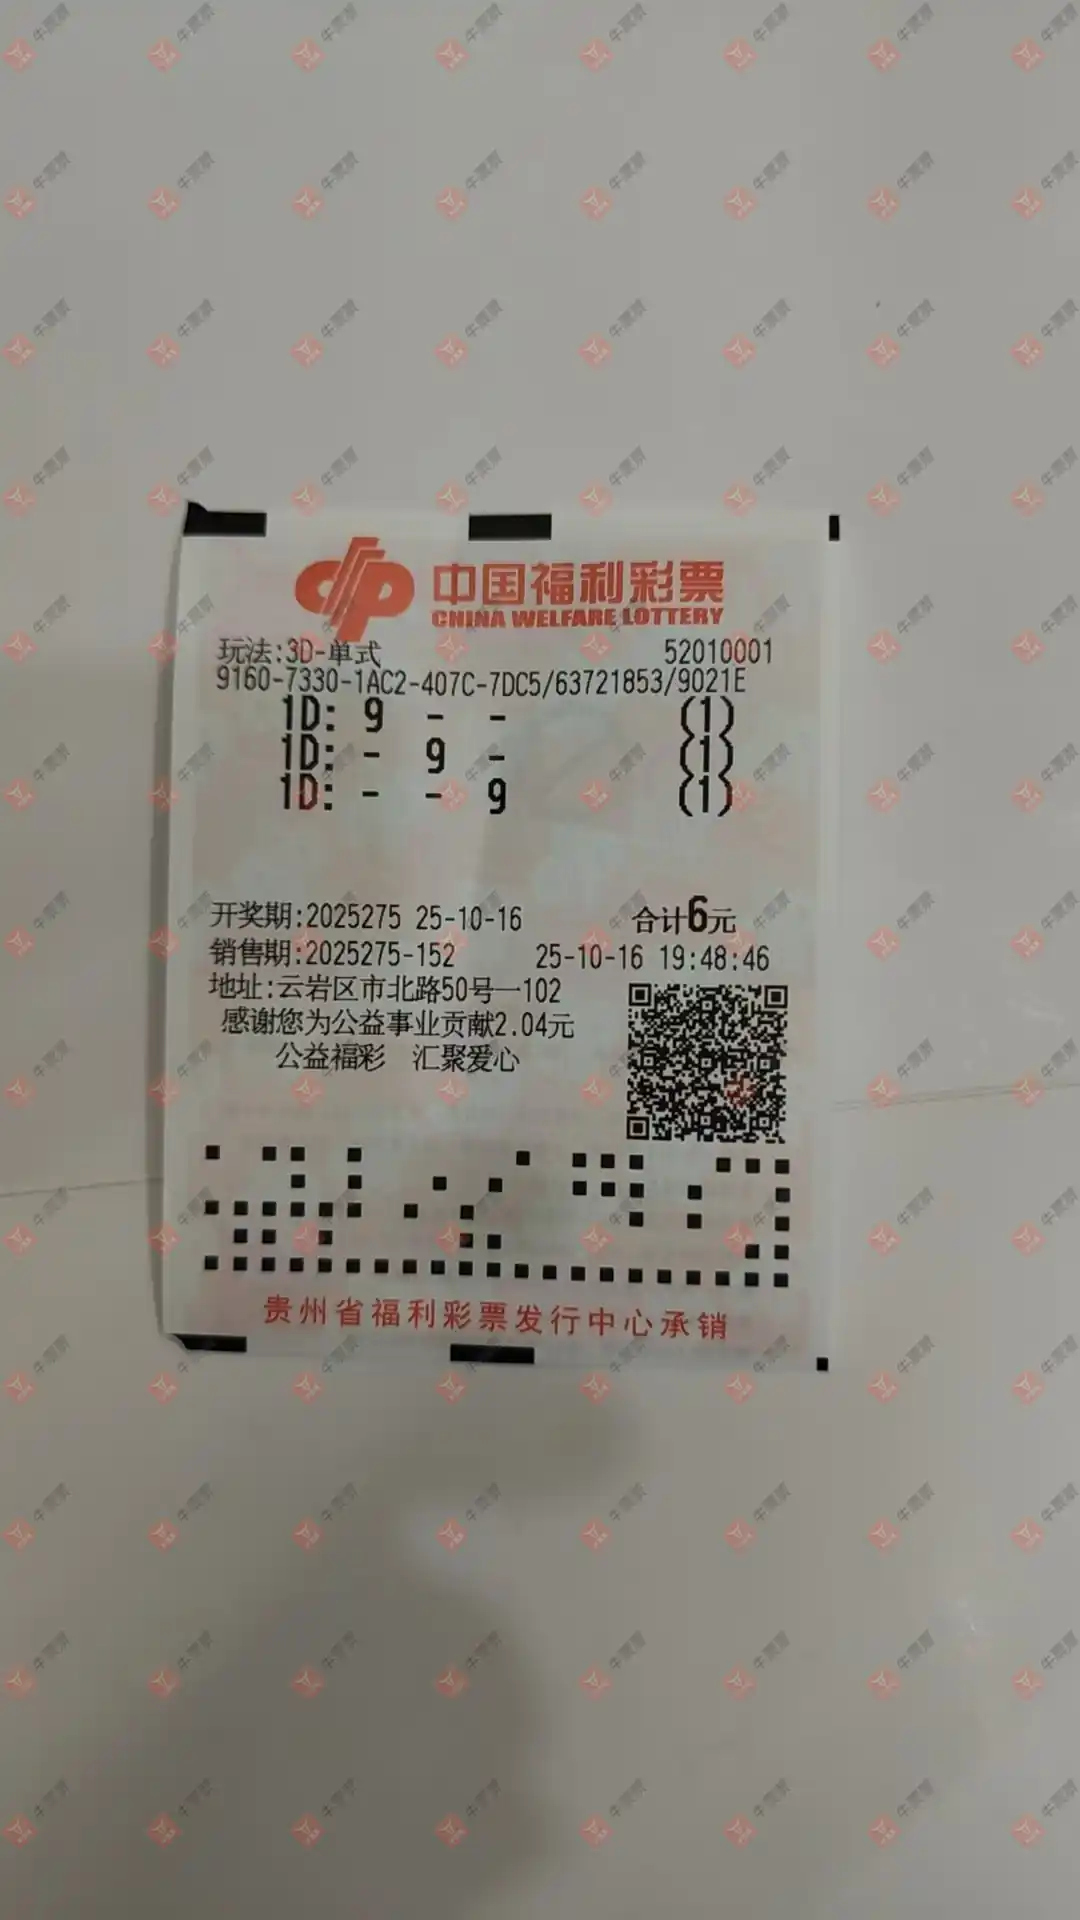 中国福利彩票
CHINA WELFARE LOTTERY
玩法:3D-单式 52010001
9160-7330-1AC2-407C-7DC5/63721853/9021E
1D: 9 - - (1)
1D: - 9 - (1)
1D: - - 9 (1)
开奖期:2025275 25-10-16 合计6元
销售期:2025275-152 25-10-16 19:48:46
地址:云岩区市北路50号一102
感谢您为公益事业贡献2.04元
公益福彩 汇聚爱心
贵州省福利彩票发行中心承销